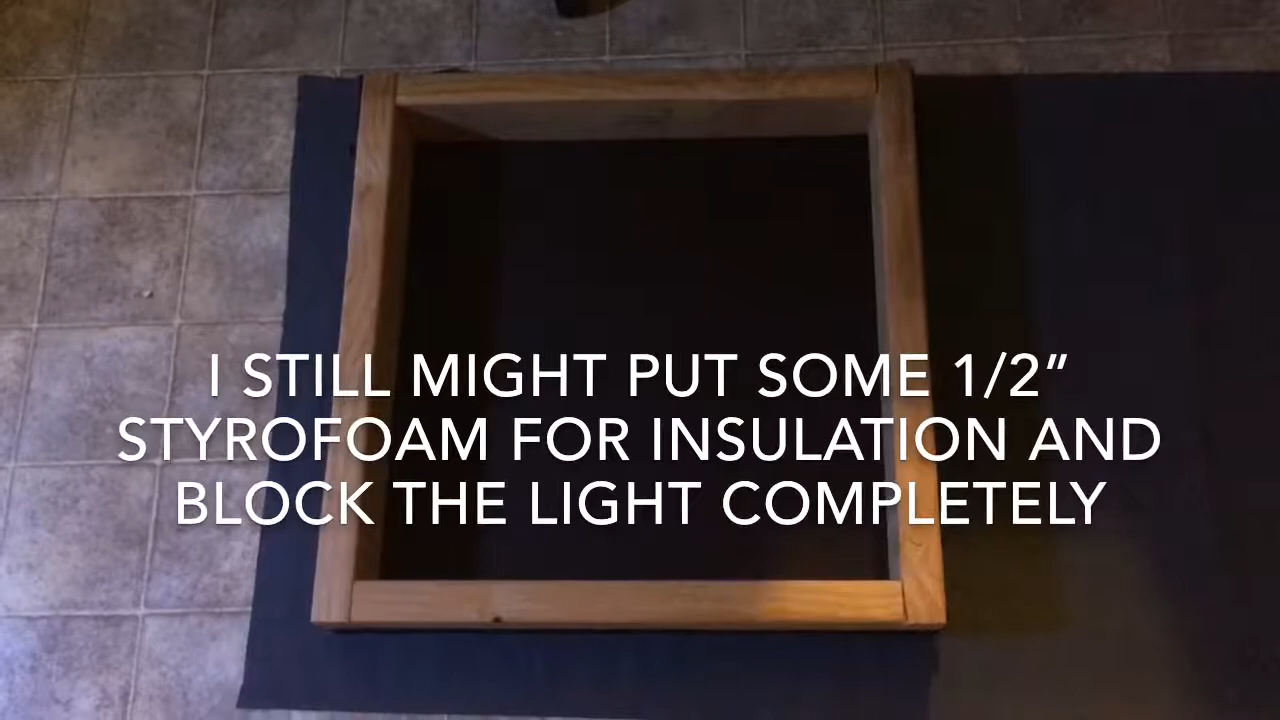 I STILL MIGHT PUT SOME 1/2”
STYROFOAM FOR INSULATION AND
BLOCK THE LIGHT COMPLETELY